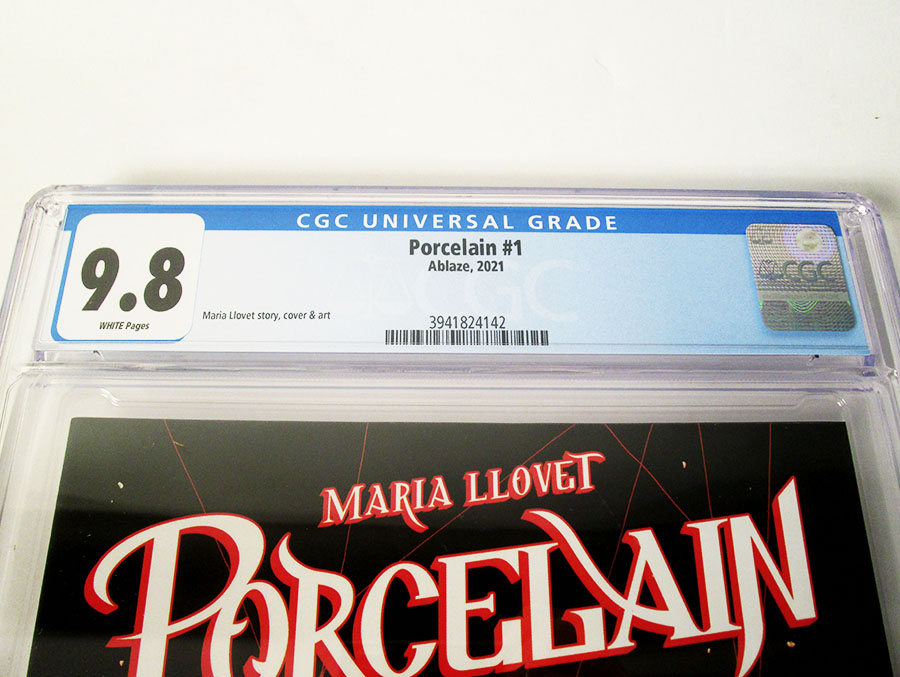 CGC UNIVERSAL GRADE
9.8
WHITE Pages
Porcelain #1
Ablaze, 2021
CGC
CGC
Maria Llovet story, cover & art
3941824142
MARIA LLOVET
PORCELAIN